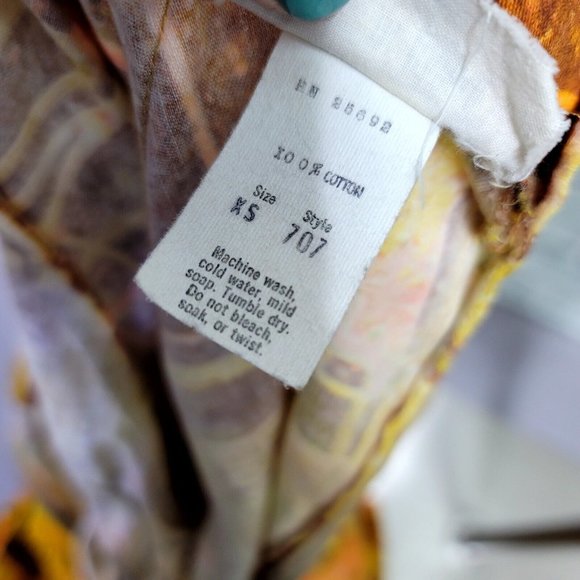 RN 25892
100% COTTON
Size Style
XS 707
Machine wash,
cold water, mild
soap. Tumble dry.
Do not bleach,
soak, or twist.